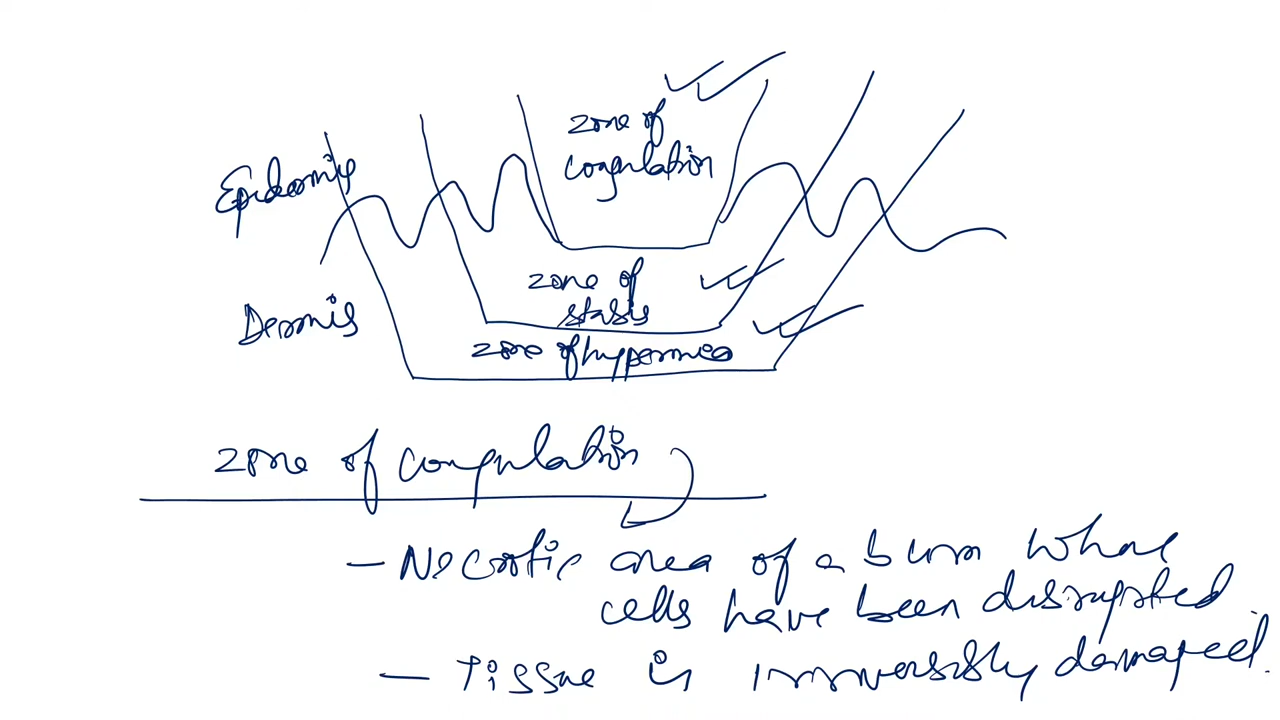 zone of
coagulation
Epidermis
zone of
stasis
Dermis
zone of hyperemia
zone of coagulation
- Necrotic area of a burn where
cells have been disrupted
- Tissue is irreversibly damaged.